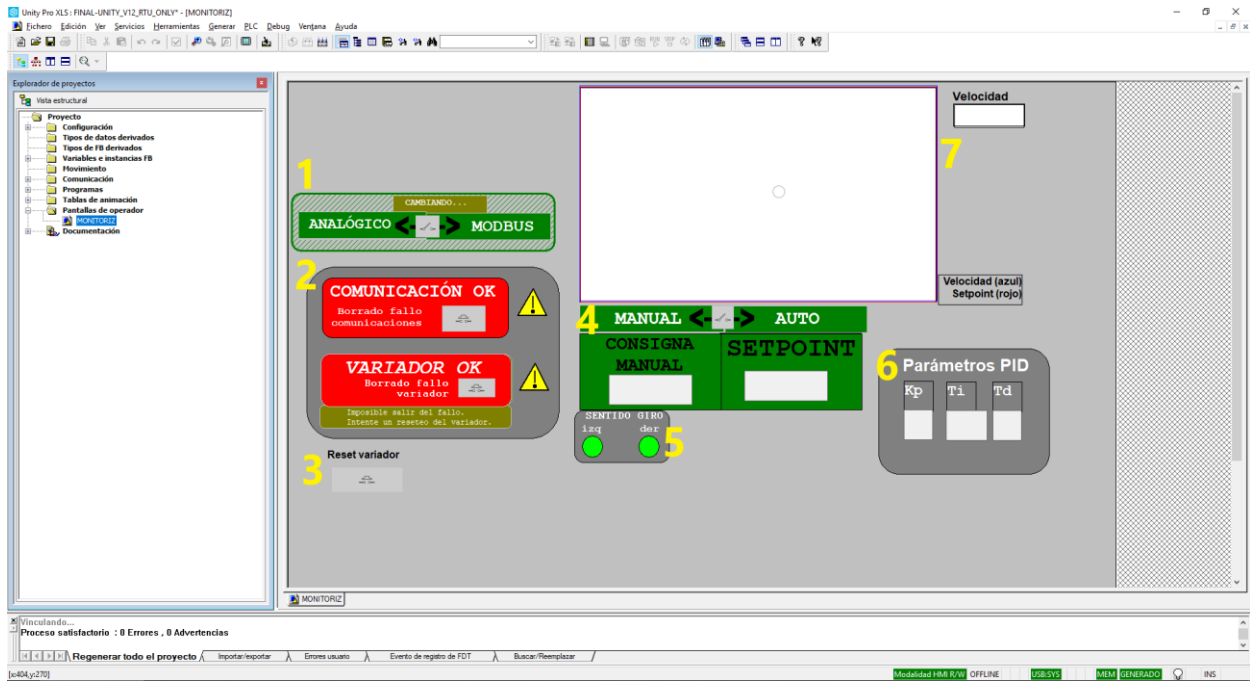 Unity Pro XLS : FINAL-UNITY_V12_RTU_ONLY* - [MONITORIZ]
Fichero Edición Ver Servicios Herramientas Generar PLC Debug Ventana Ayuda
Explorador de proyectos
Vista estructural
Proyecto
Configuración
Tipos de datos derivados
Tipos de FB derivados
Variables e instancias FB
Movimiento
Comunicación
Programas
Tablas de animación
Pantallas de operador
MONITORIZ
Documentación
1
CAMBIANDO...
ANALÓGICO <-> MODBUS
2
COMUNICACIÓN OK
Borrado fallo
comunicaciones
VARIADOR OK
Borrado fallo
variador
Imposible salir del fallo.
Intente un reseteo del variador.
3
Reset variador
Velocidad
7
Velocidad (azul)
Setpoint (rojo)
4
MANUAL <-> AUTO
CONSIGNA
MANUAL
SETPOINT
SENTIDO GIRO
izq der
5
6
Parámetros PID
Kp Ti Td
MONITORIZ
Vinculando...
Proceso satisfactorio : 0 Errores , 0 Advertencias
Regenerar todo el proyecto Importar/exportar Errores usuario Evento de registro de FDT Buscar/Reemplazar
[x:404,y:270] Modalidad HMI R/W OFFLINE USB:SYS MEM GENERADO INS